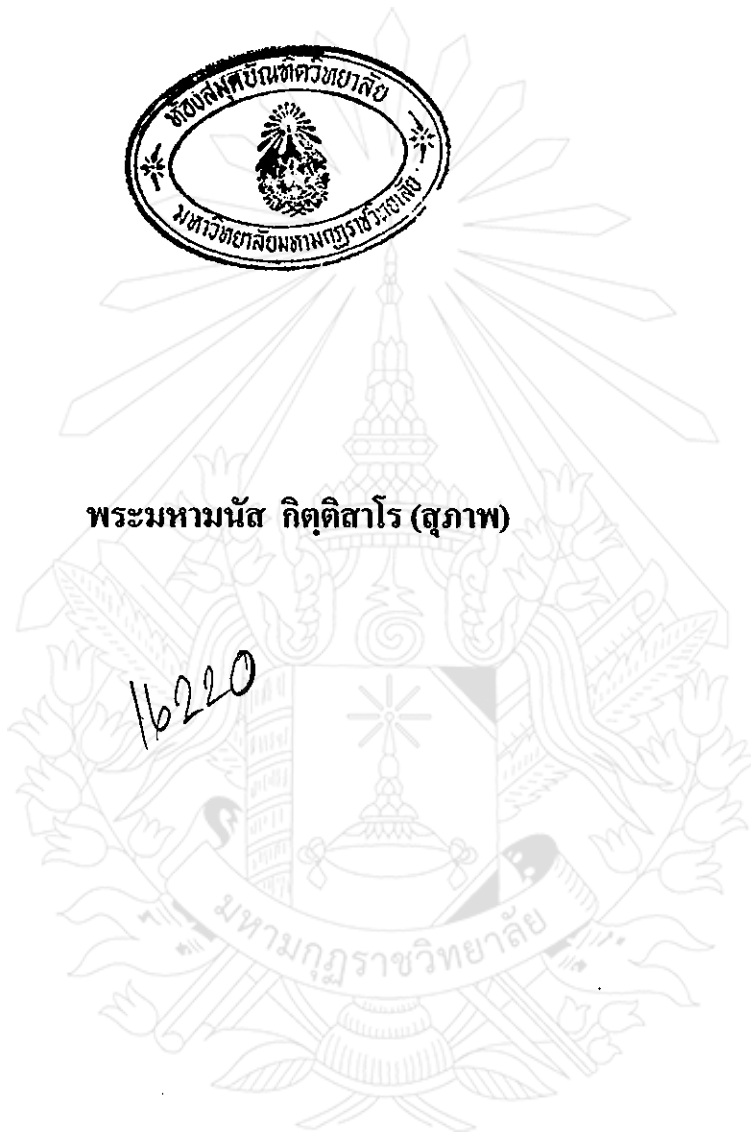 ห้องสมุดบัณฑิตวิทยาลัย
มหาวิทยาลัยมหามกุฏราชวิทยาลัย
พระมหามนัส กิตฺติสาโร (สุภาพ)
16220
มหามกุฏราชวิทยาลัย